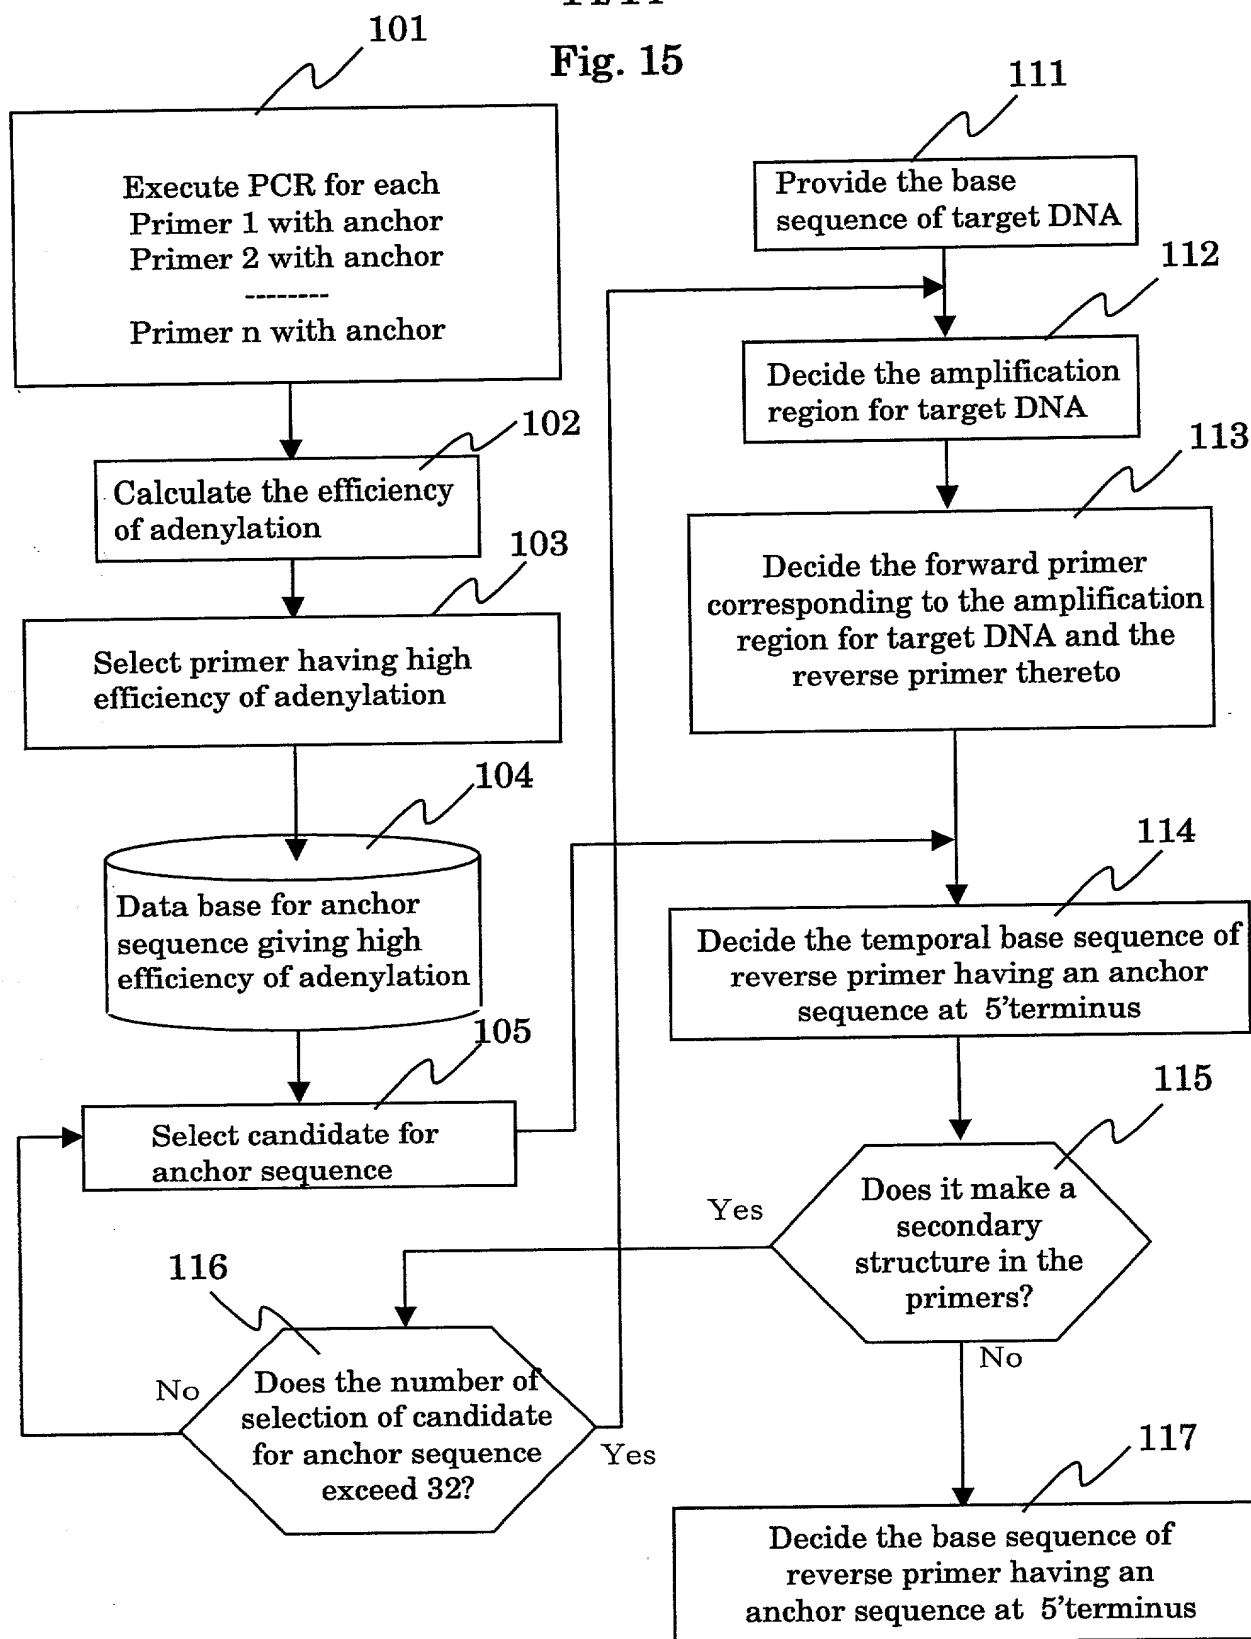 Fig. 15
101
Execute PCR for each
Primer 1 with anchor
Primer 2 with anchor
--------
Primer n with anchor
102
Calculate the efficiency
of adenylation
103
Select primer having high
efficiency of adenylation
104
Data base for anchor
sequence giving high
efficiency of adenylation
105
Select candidate for
anchor sequence
116
No
Does the number of
selection of candidate
for anchor sequence
exceed 32?
Yes
111
Provide the base
sequence of target DNA
112
Decide the amplification
region for target DNA
113
Decide the forward primer
corresponding to the amplification
region for target DNA and the
reverse primer thereto
114
Decide the temporal base sequence of
reverse primer having an anchor
sequence at 5'terminus
115
Yes
Does it make a
secondary
structure in the
primers?
No
117
Decide the base sequence of
reverse primer having an
anchor sequence at 5'terminus